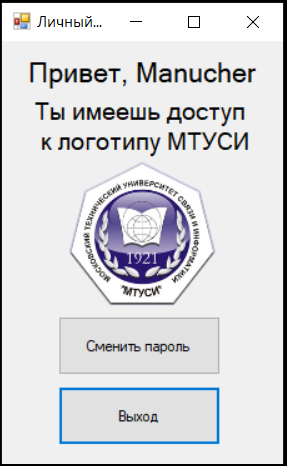 Личный...
Привет, Manucher
Ты имеешь доступ
к логотипу МТУСИ
МОСКОВСКИЙ ТЕХНИЧЕСКИЙ УНИВЕРСИТЕТ СВЯЗИ И ИНФОРМАТИКИ
1921
"МТУСИ"
Сменить пароль
Выход